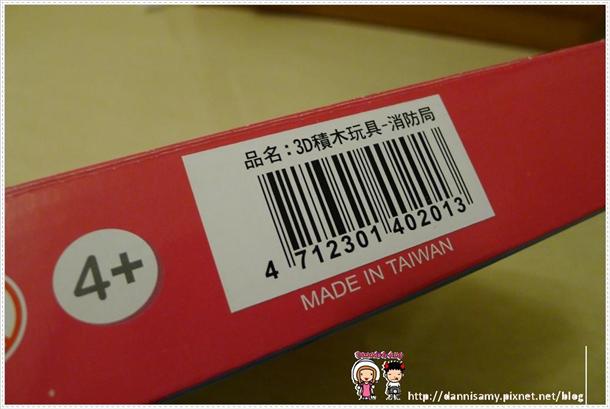 品名：3D積木玩具-消防局
4 712301 402013
4+
MADE IN TAIWAN
http://dannisamy.pixnet.net/blog